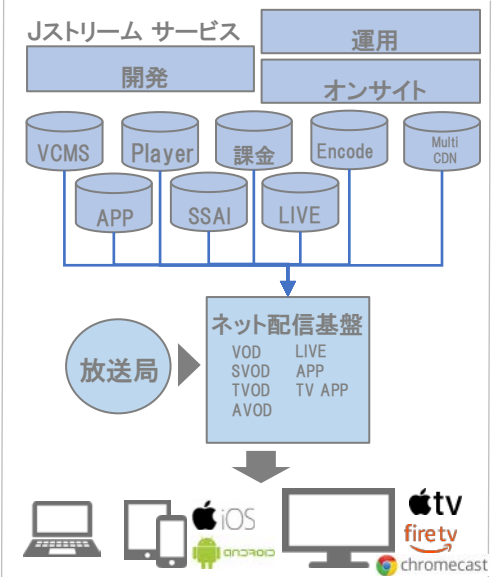 Jストリーム サービス
運用
開発
オンサイト
VCMS
Player
課金
Encode
Multi
CDN
APP
SSAI
LIVE
ネット配信基盤
VOD LIVE
SVOD APP
TVOD TV APP
AVOD
放送局
iOS
android
tv
firetv
chromecast